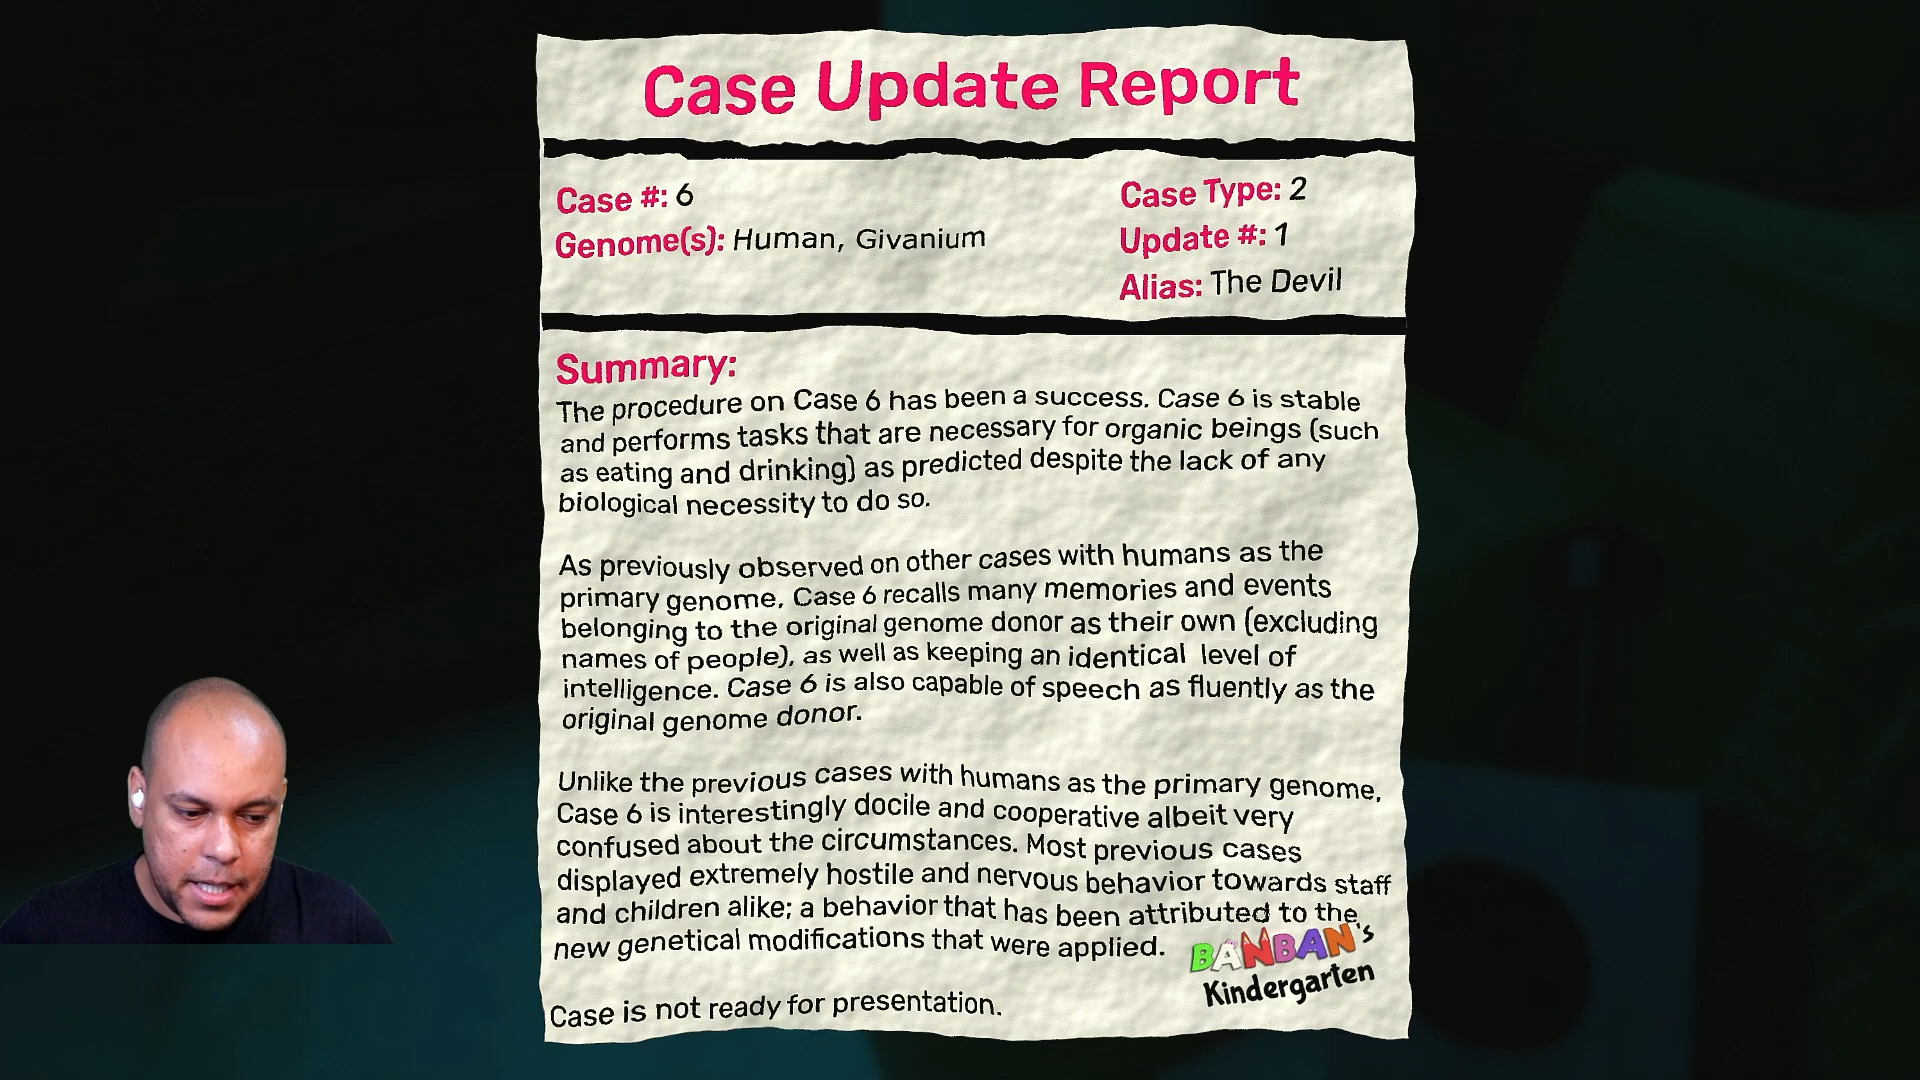 Case Update Report
Case #: 6
Genome(s): Human, Givanium
Case Type: 2
Update #: 1
Alias: The Devil
Summary:
The procedure on Case 6 has been a success. Case 6 is stable
and performs tasks that are necessary for organic beings (such
as eating and drinking) as predicted despite the lack of any
biological necessity to do so.
As previously observed on other cases with humans as the
primary genome, Case 6 recalls many memories and events
belonging to the original genome donor as their own (excluding
names of people), as well as keeping an identical level of
intelligence. Case 6 is also capable of speech as fluently as the
original genome donor.
Unlike the previous cases with humans as the primary genome,
Case 6 is interestingly docile and cooperative albeit very
confused about the circumstances. Most previous cases
displayed extremely hostile and nervous behavior towards staff
and children alike; a behavior that has been attributed to the
new genetical modifications that were applied.
Case is not ready for presentation.
BANBAN's
Kindergarten